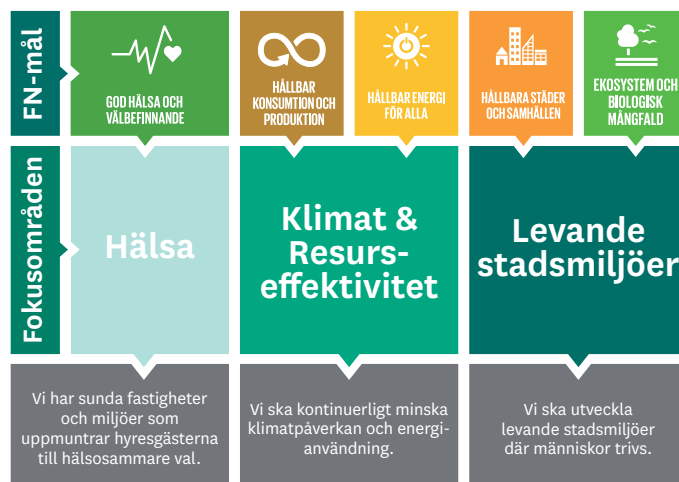 FN-mål
GOD HÄLSA OCH
VÄLBEFINNANDE
HÅLLBAR
KONSUMTION OCH
PRODUKTION
HÅLLBAR ENERGI
FÖR ALLA
HÅLLBARA STÄDER
OCH SAMHÄLLEN
EKOSYSTEM OCH
BIOLOGISK
MÅNGFALD
Fokusområden
Hälsa
Klimat &
Resurs-
effektivitet
Levande
stadsmiljöer
Vi har sunda fastigheter
och miljöer som
uppmuntrar hyresgästerna
till hälsosammare val.
Vi ska kontinuerligt minska
klimatpåverkan och energi-
användning.
Vi ska utveckla
levande stadsmiljöer
där människor trivs.